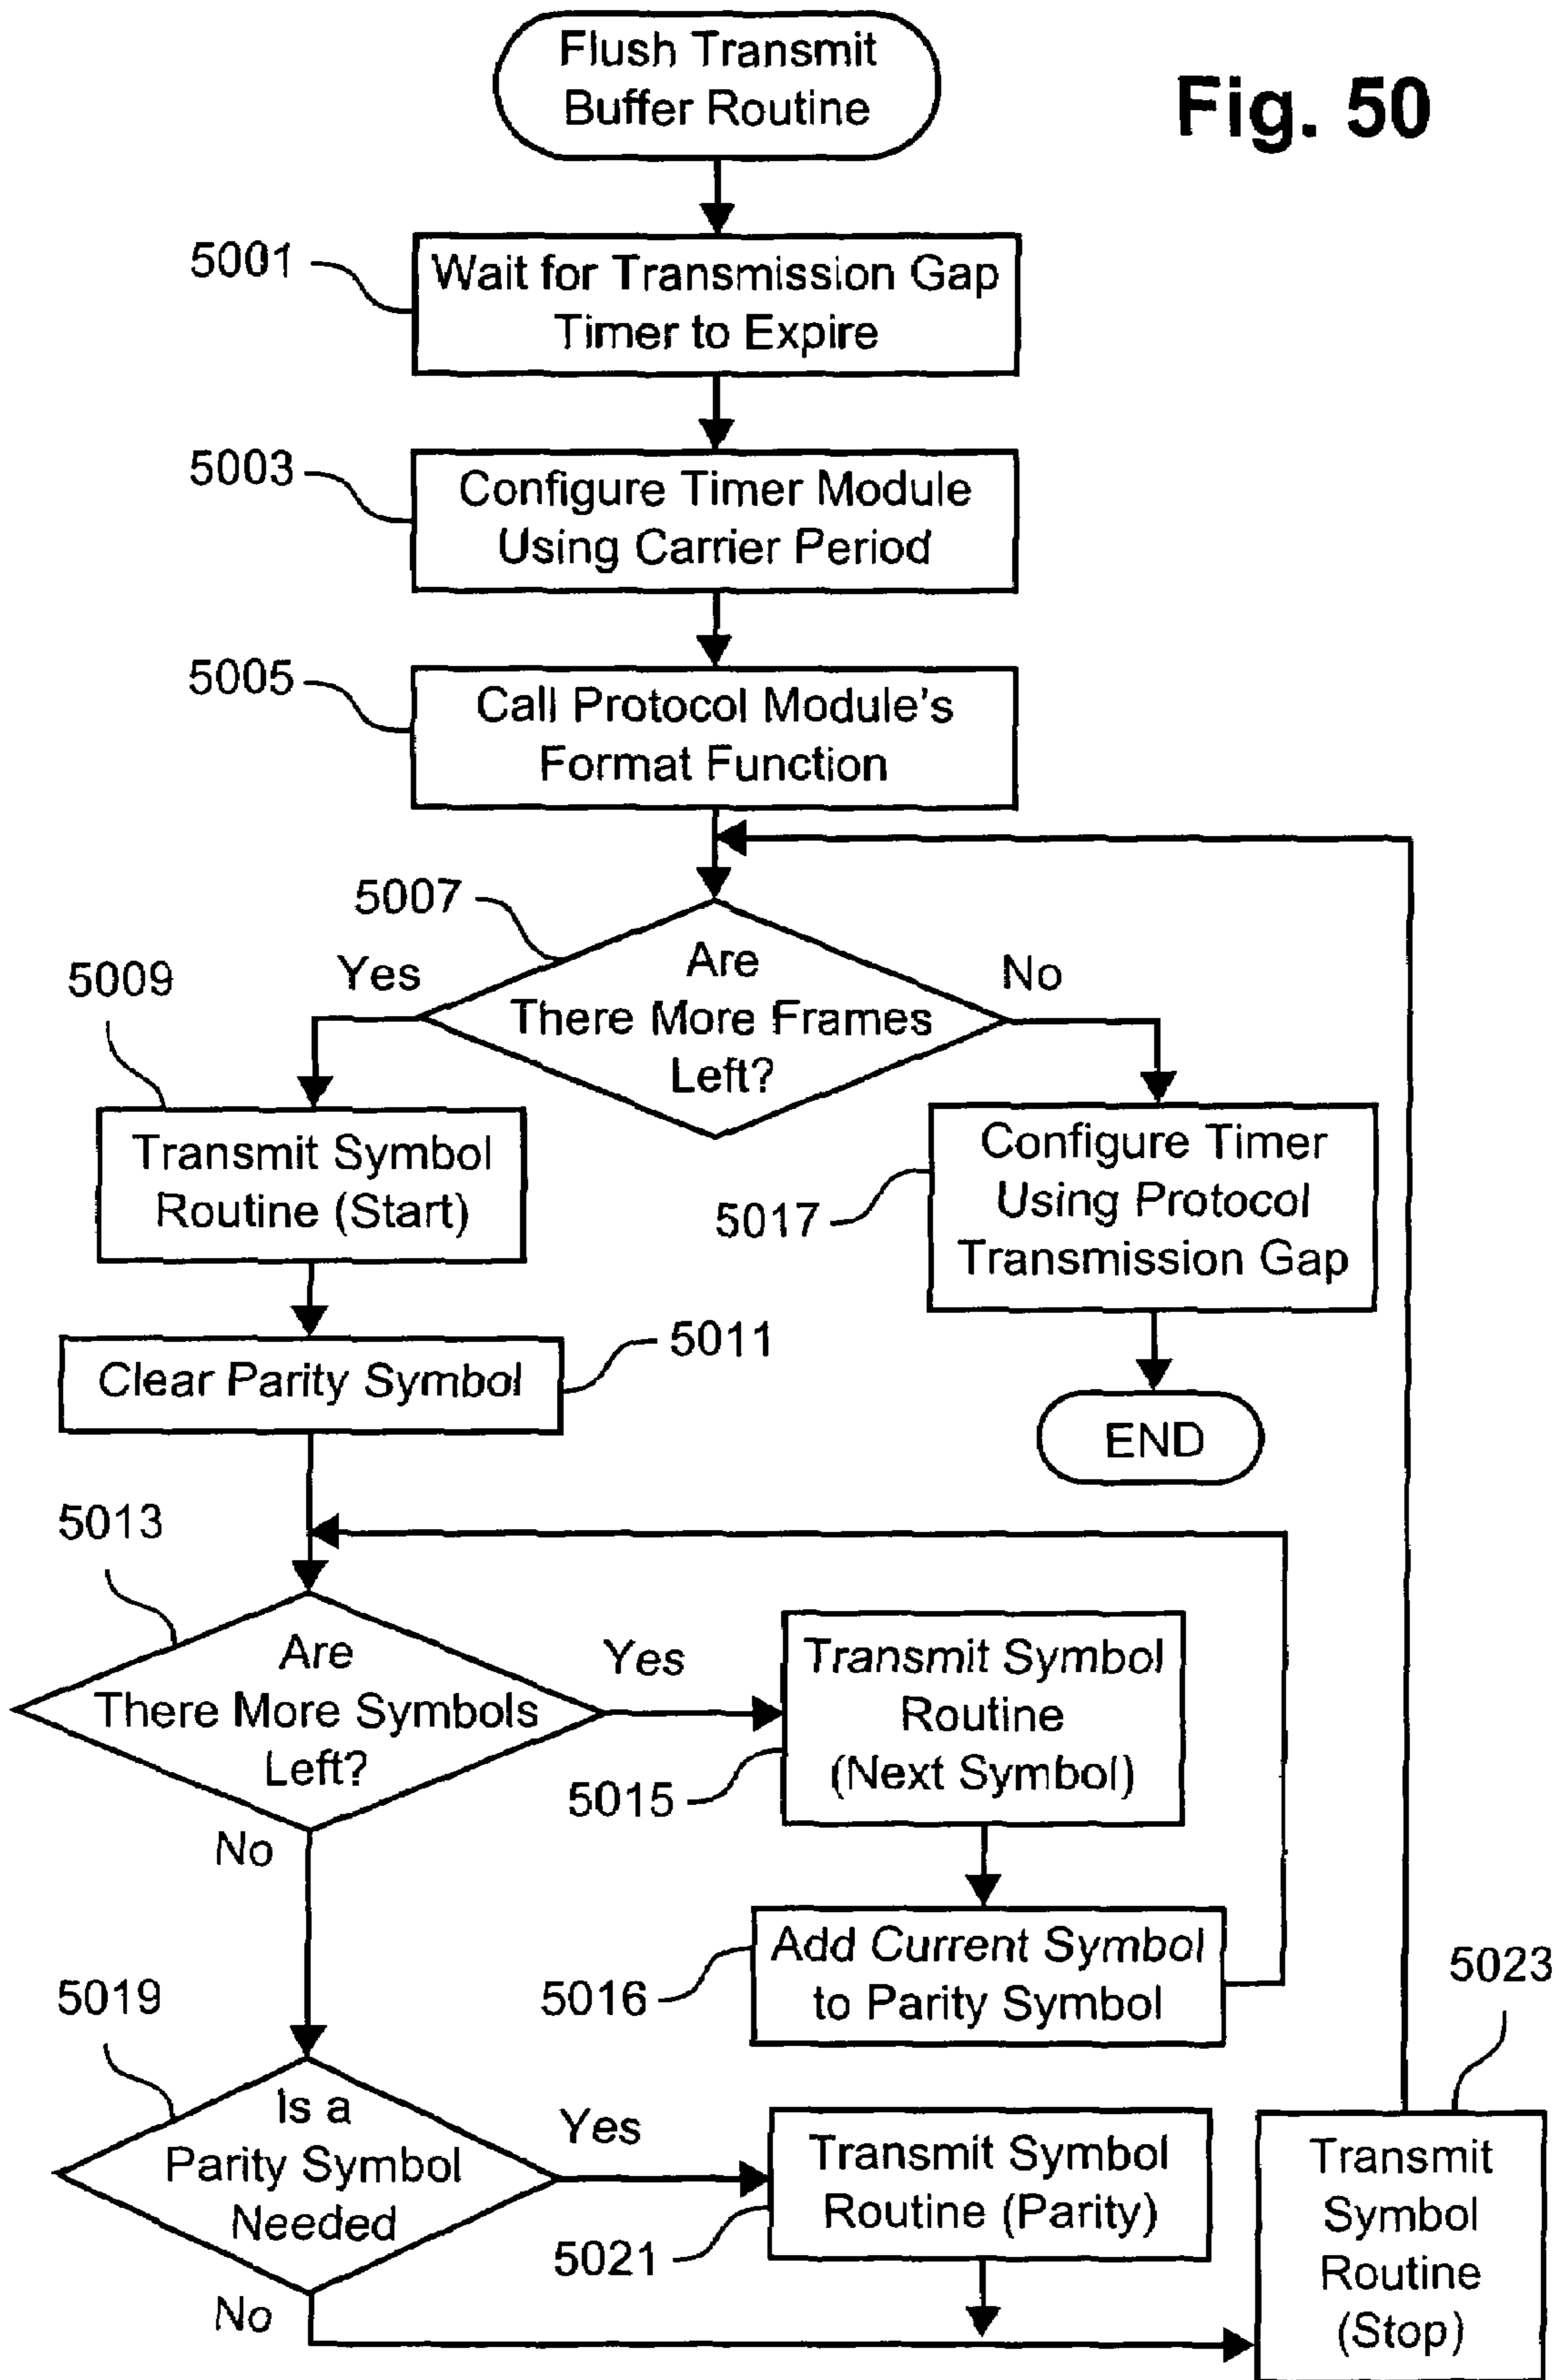 Flush Transmit
Buffer Routine
Fig. 50
5001
Wait for Transmission Gap
Timer to Expire
5003
Configure Timer Module
Using Carrier Period
5005
Call Protocol Module's
Format Function
5007
Are
There More Frames
Left?
Yes
No
5009
Transmit Symbol
Routine (Start)
Configure Timer
Using Protocol
Transmission Gap
5017
5011
Clear Parity Symbol
END
5013
Are
There More Symbols
Left?
Yes
No
Transmit Symbol
Routine
(Next Symbol)
5015
Add Current Symbol
to Parity Symbol
5016
5019
Is a
Parity Symbol
Needed
Yes
No
Transmit Symbol
Routine (Parity)
5021
5023
Transmit
Symbol
Routine
(Stop)